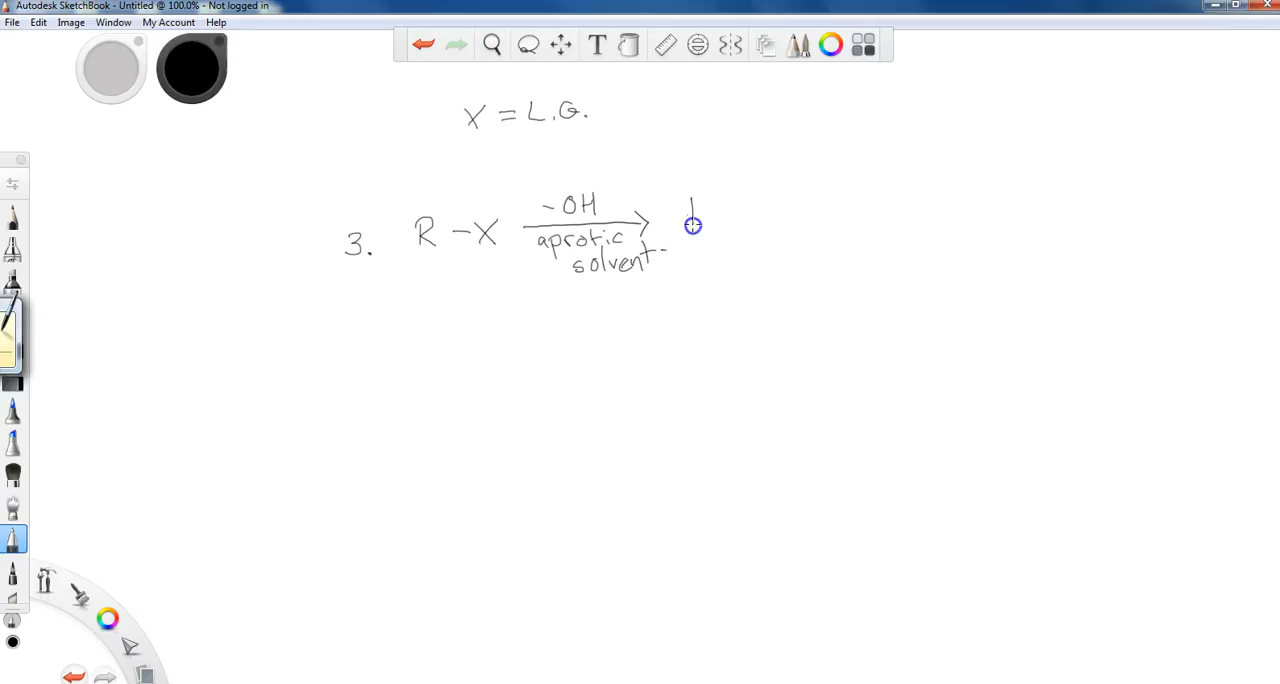 Autodesk SketchBook - Untitled @ 100.0% - Not logged in
File Edit Image Window My Account Help
T
X = L.G.
-OH
3. R-X
aprotic
solvent